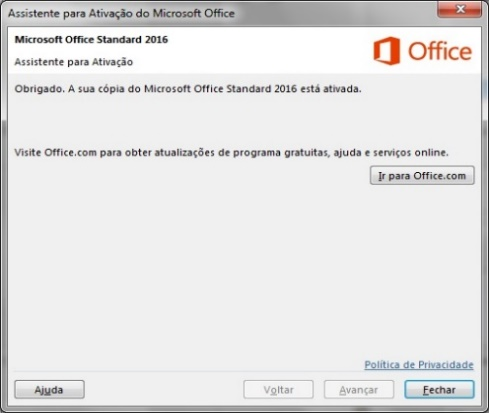 Assistente para Ativação do Microsoft Office
Microsoft Office Standard 2016
Office
Assistente para Ativação
Obrigado. A sua cópia do Microsoft Office Standard 2016 está ativada.
Visite Office.com para obter atualizações de programa gratuitas, ajuda e serviços online.
Ir para Office.com
Política de Privacidade
Ajuda Voltar Avançar Fechar